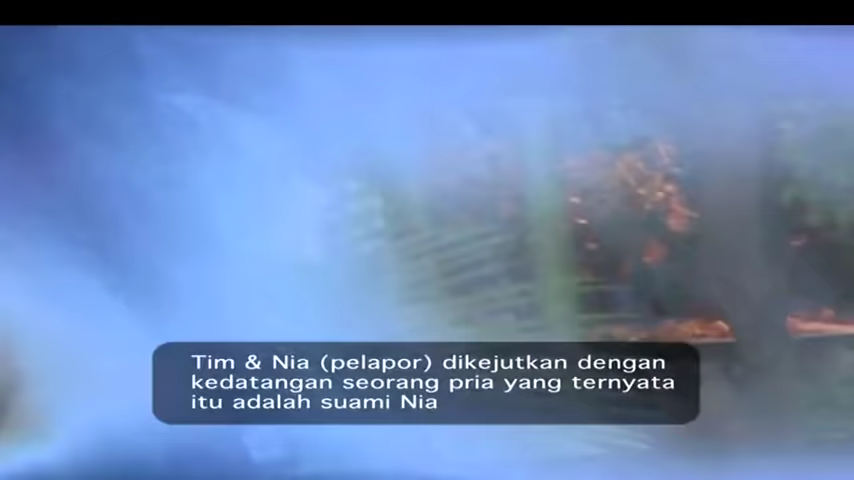 Tim & Nia (pelapor) dikejutkan dengan
kedatangan seorang pria yang ternyata
itu adalah suami Nia